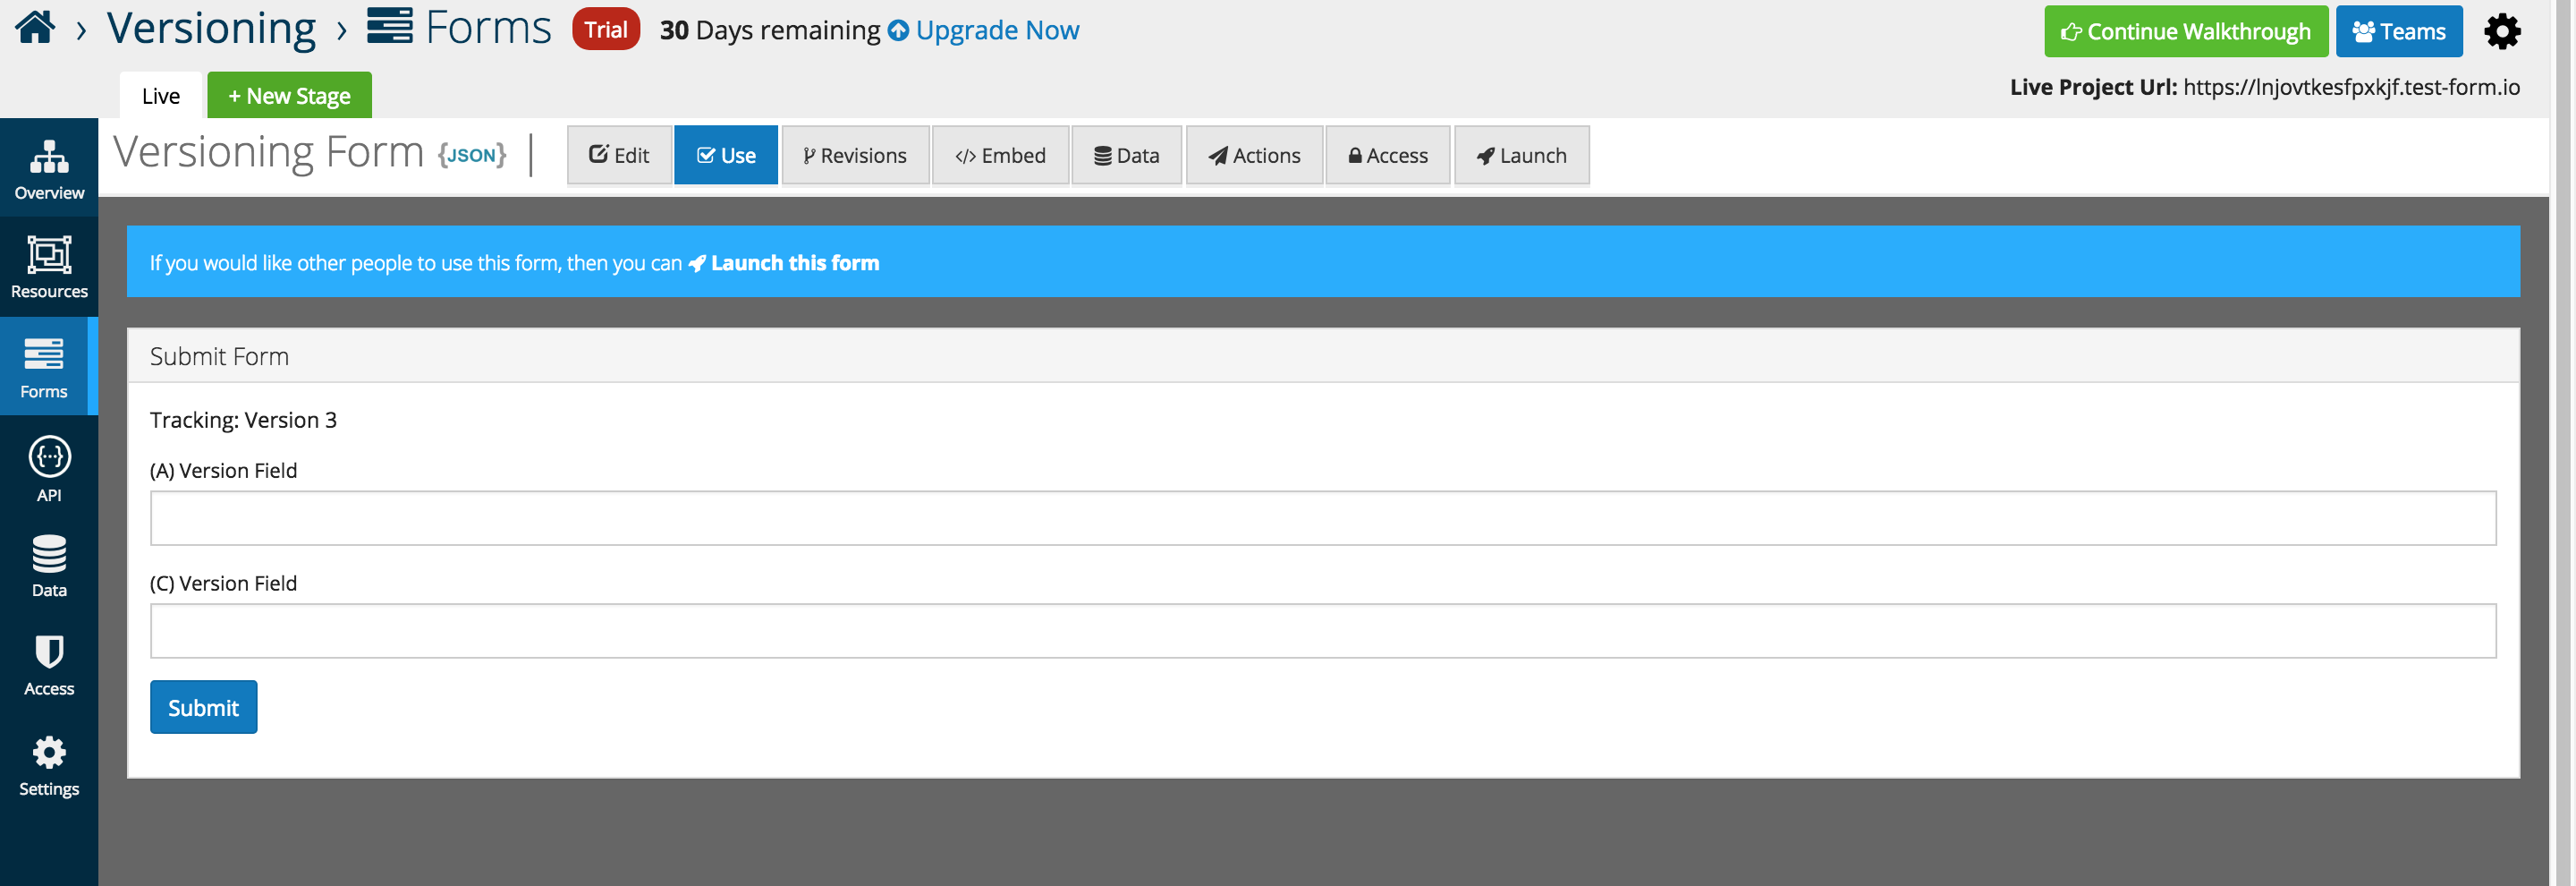 Versioning Forms Trial 30 Days remaining Upgrade Now Continue Walkthrough Teams
Live + New Stage Live Project Url: https://lnjovtkesfpxkjf.test-form.io
Versioning Form {JSON} Edit Use Revisions </> Embed Data Actions Access Launch
Overview
Resources
Forms
API
Data
Access
Settings
If you would like other people to use this form, then you can Launch this form
Submit Form
Tracking: Version 3
(A) Version Field
(C) Version Field
Submit